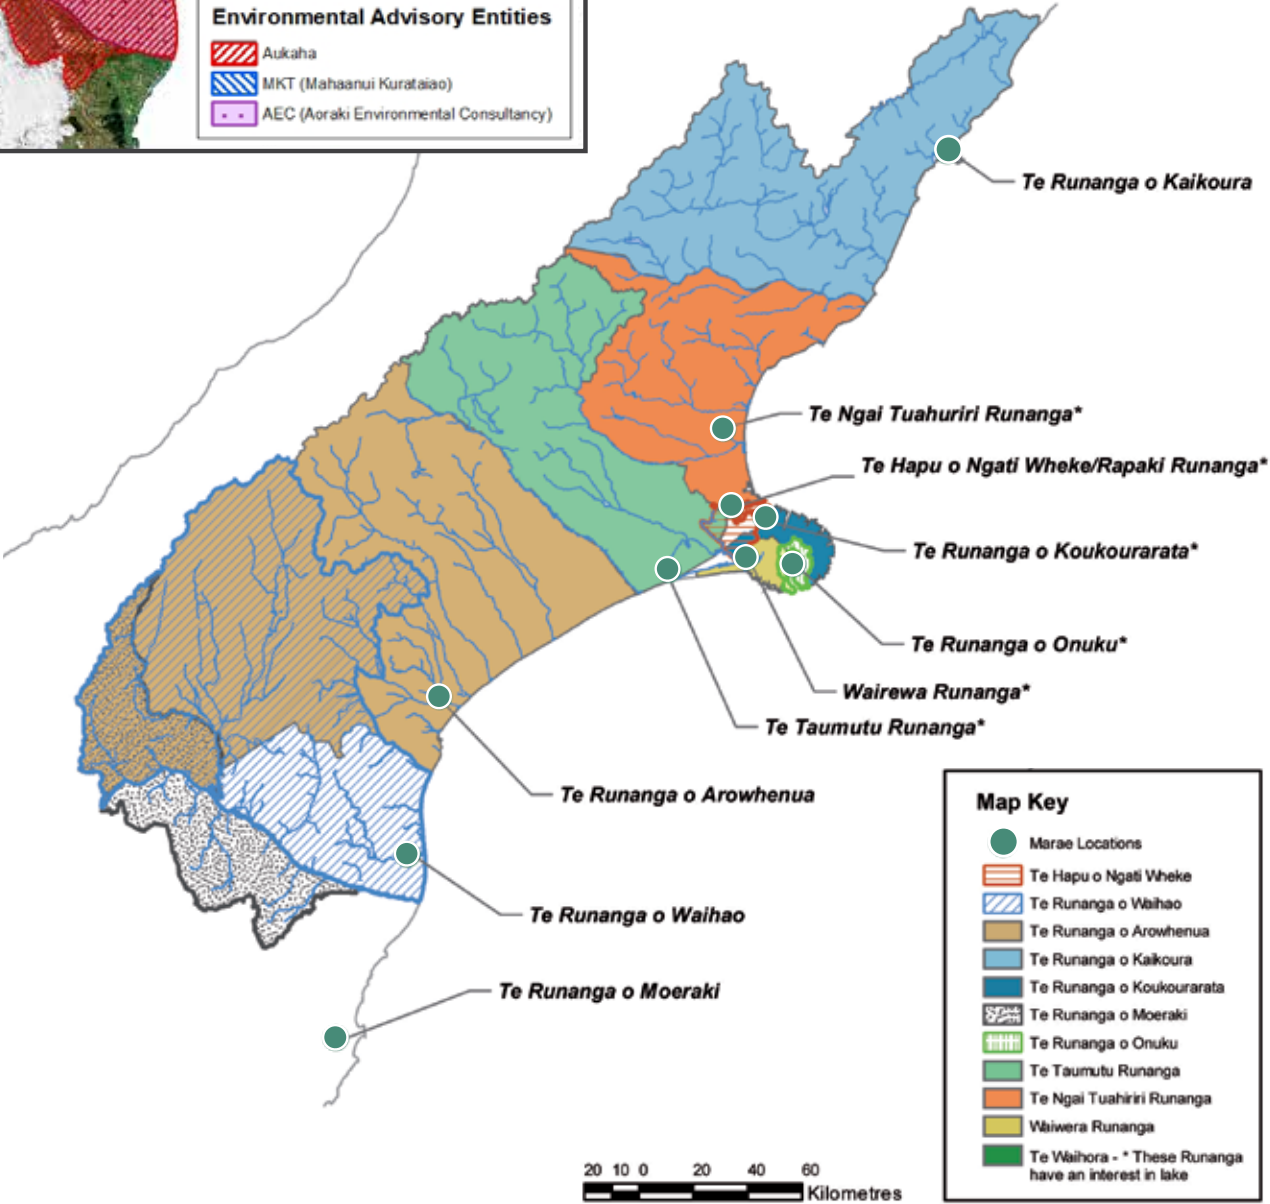 Environmental Advisory Entities
Aukaha
MKT (Mahaanui Kurataiao)
AEC (Aoraki Environmental Consultancy)
Te Runanga o Kaikoura
Te Ngai Tuahuriri Runanga*
Te Hapu o Ngati Wheke/Rapaki Runanga*
Te Runanga o Koukourarata*
Te Runanga o Onuku*
Wairewa Runanga*
Te Taumutu Runanga*
Te Runanga o Arowhenua
Te Runanga o Waihao
Te Runanga o Moeraki
Map Key
Marae Locations
Te Hapu o Ngati Wheke
Te Runanga o Waihao
Te Runanga o Arowhenua
Te Runanga o Kaikoura
Te Runanga o Koukourarata
Te Runanga o Moeraki
Te Runanga o Onuku
Te Taumutu Runanga
Te Ngai Tuahiriri Runanga
Waiwera Runanga
Te Waihora - * These Runanga
have an interest in lake
20 10 0 20 40 60
Kilometres